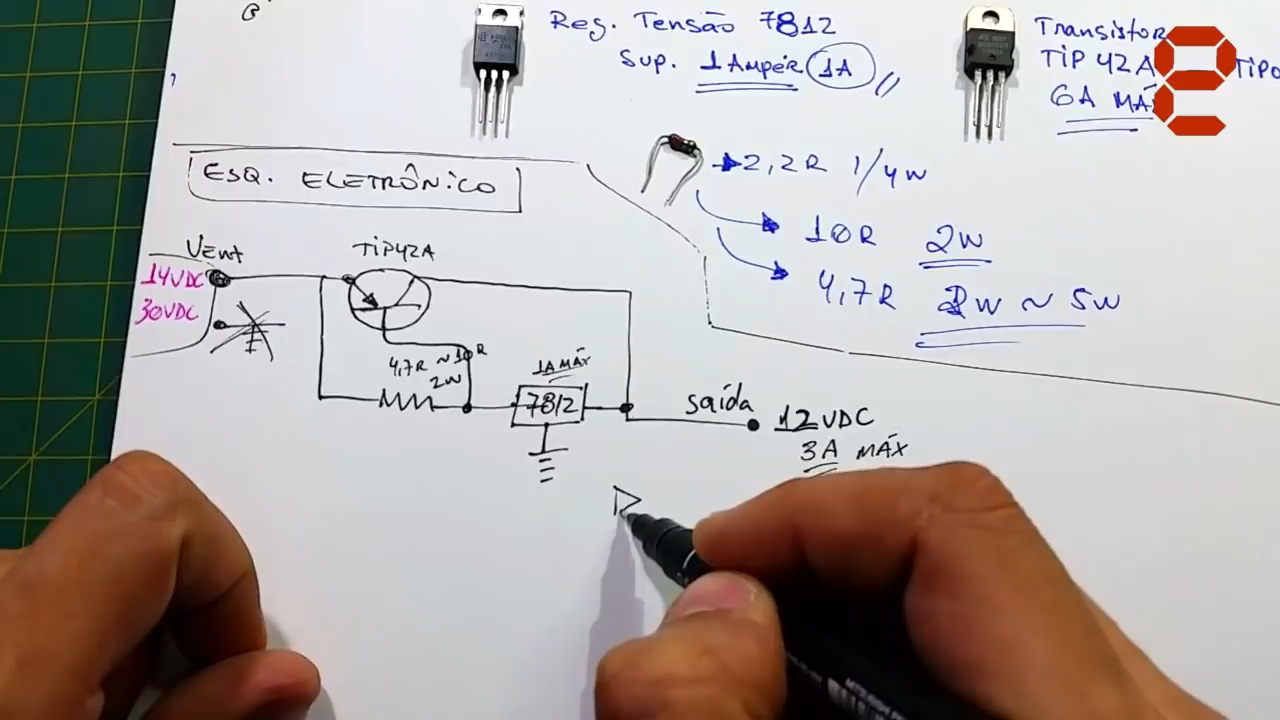 Reg. Tensão 7812
Sup. 1 Ampér 1A
Transistor
TIP 42A TIPO
6A MÁX
ESQ. ELETRÔNICO
2,2R 1/4W
10R 2W
4,7R 2W ~ 5W
Vent
14VDC
30VDC
TIP42A
4,7R ~ 10R
2W
1A MÁX
7812
saída
12VDC
3A MÁX